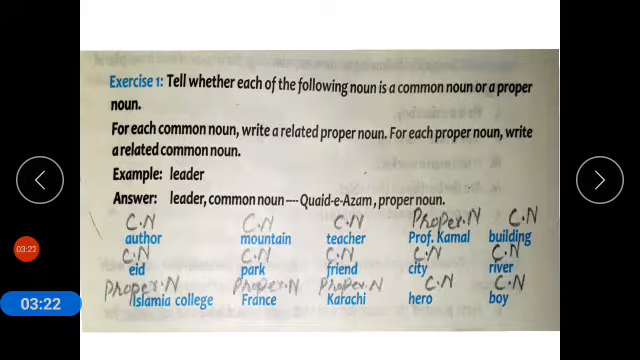 Exercise 1: Tell whether each of the following noun is a common noun or a proper
noun.
For each common noun, write a related proper noun. For each proper noun, write
a related common noun.
Example: leader
Answer: leader, common noun ---- Quaid-e-Azam, proper noun.
C.N C.N C.N Proper.N C.N
author mountain teacher Prof. Kamal building
C.N C.N C.N C.N C.N
eid park friend city river
Proper.N Proper.N Proper.N C.N C.N
Islamia college France Karachi hero boy
03:22
03:22